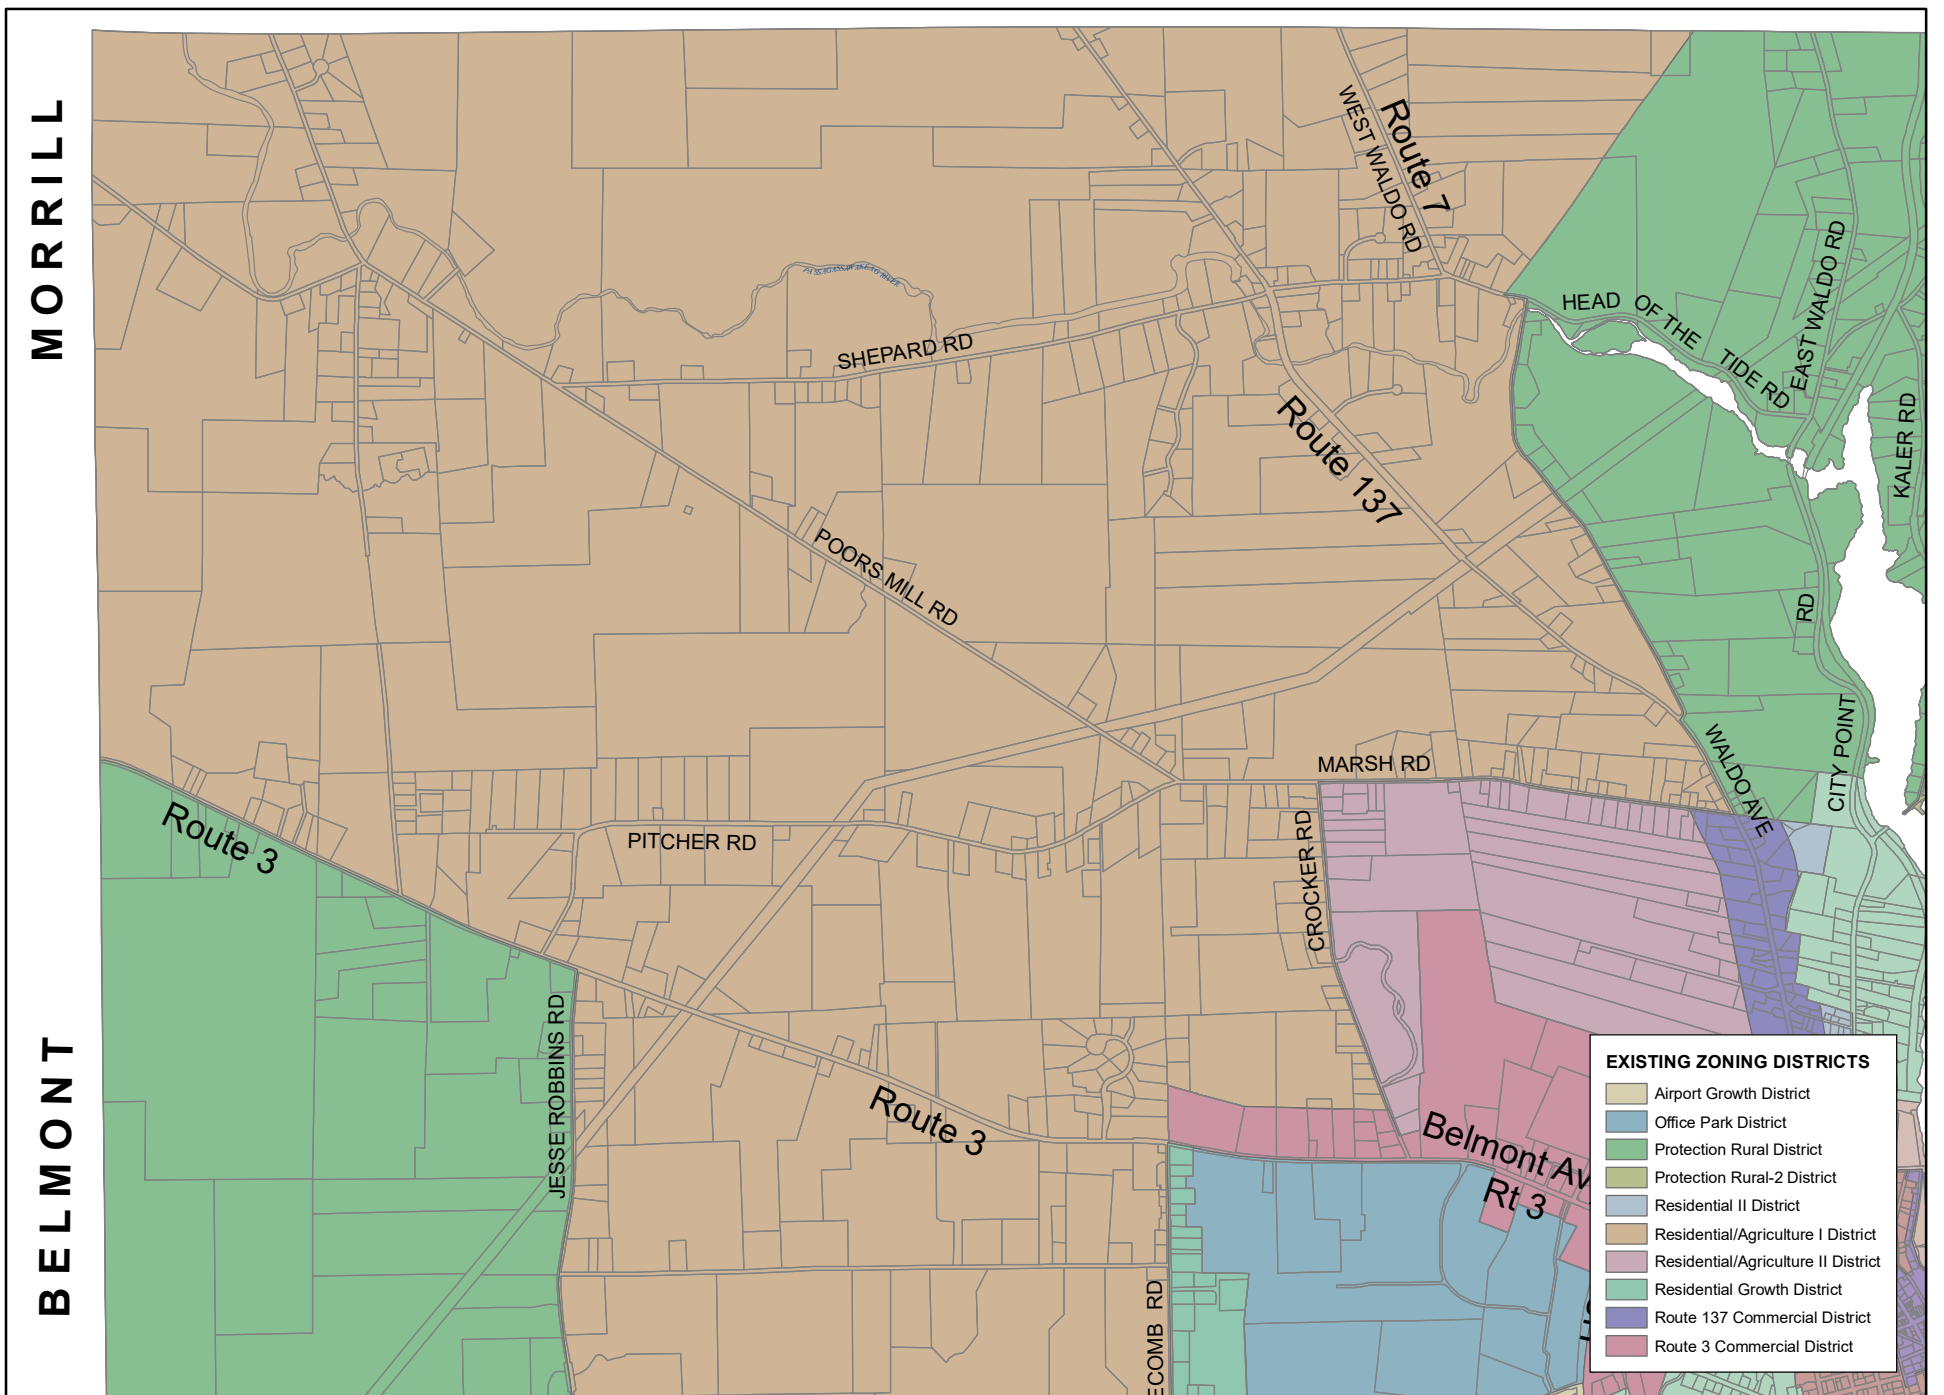 MORRILL
BELMONT
WEST WALDO RD
Route 7
HEAD OF THE TIDE RD
EAST WALDO RD
KALER RD
SHEPARD RD
Route 137
POORS MILL RD
RD
CITY POINT
WALDO AVE
MARSH RD
Route 3
PITCHER RD
CROCKER RD
JESSE ROBBINS RD
Route 3
Belmont Av
Rt 3
ECOMB RD
EXISTING ZONING DISTRICTS
Airport Growth District
Office Park District
Protection Rural District
Protection Rural-2 District
Residential II District
Residential/Agriculture I District
Residential/Agriculture II District
Residential Growth District
Route 137 Commercial District
Route 3 Commercial District